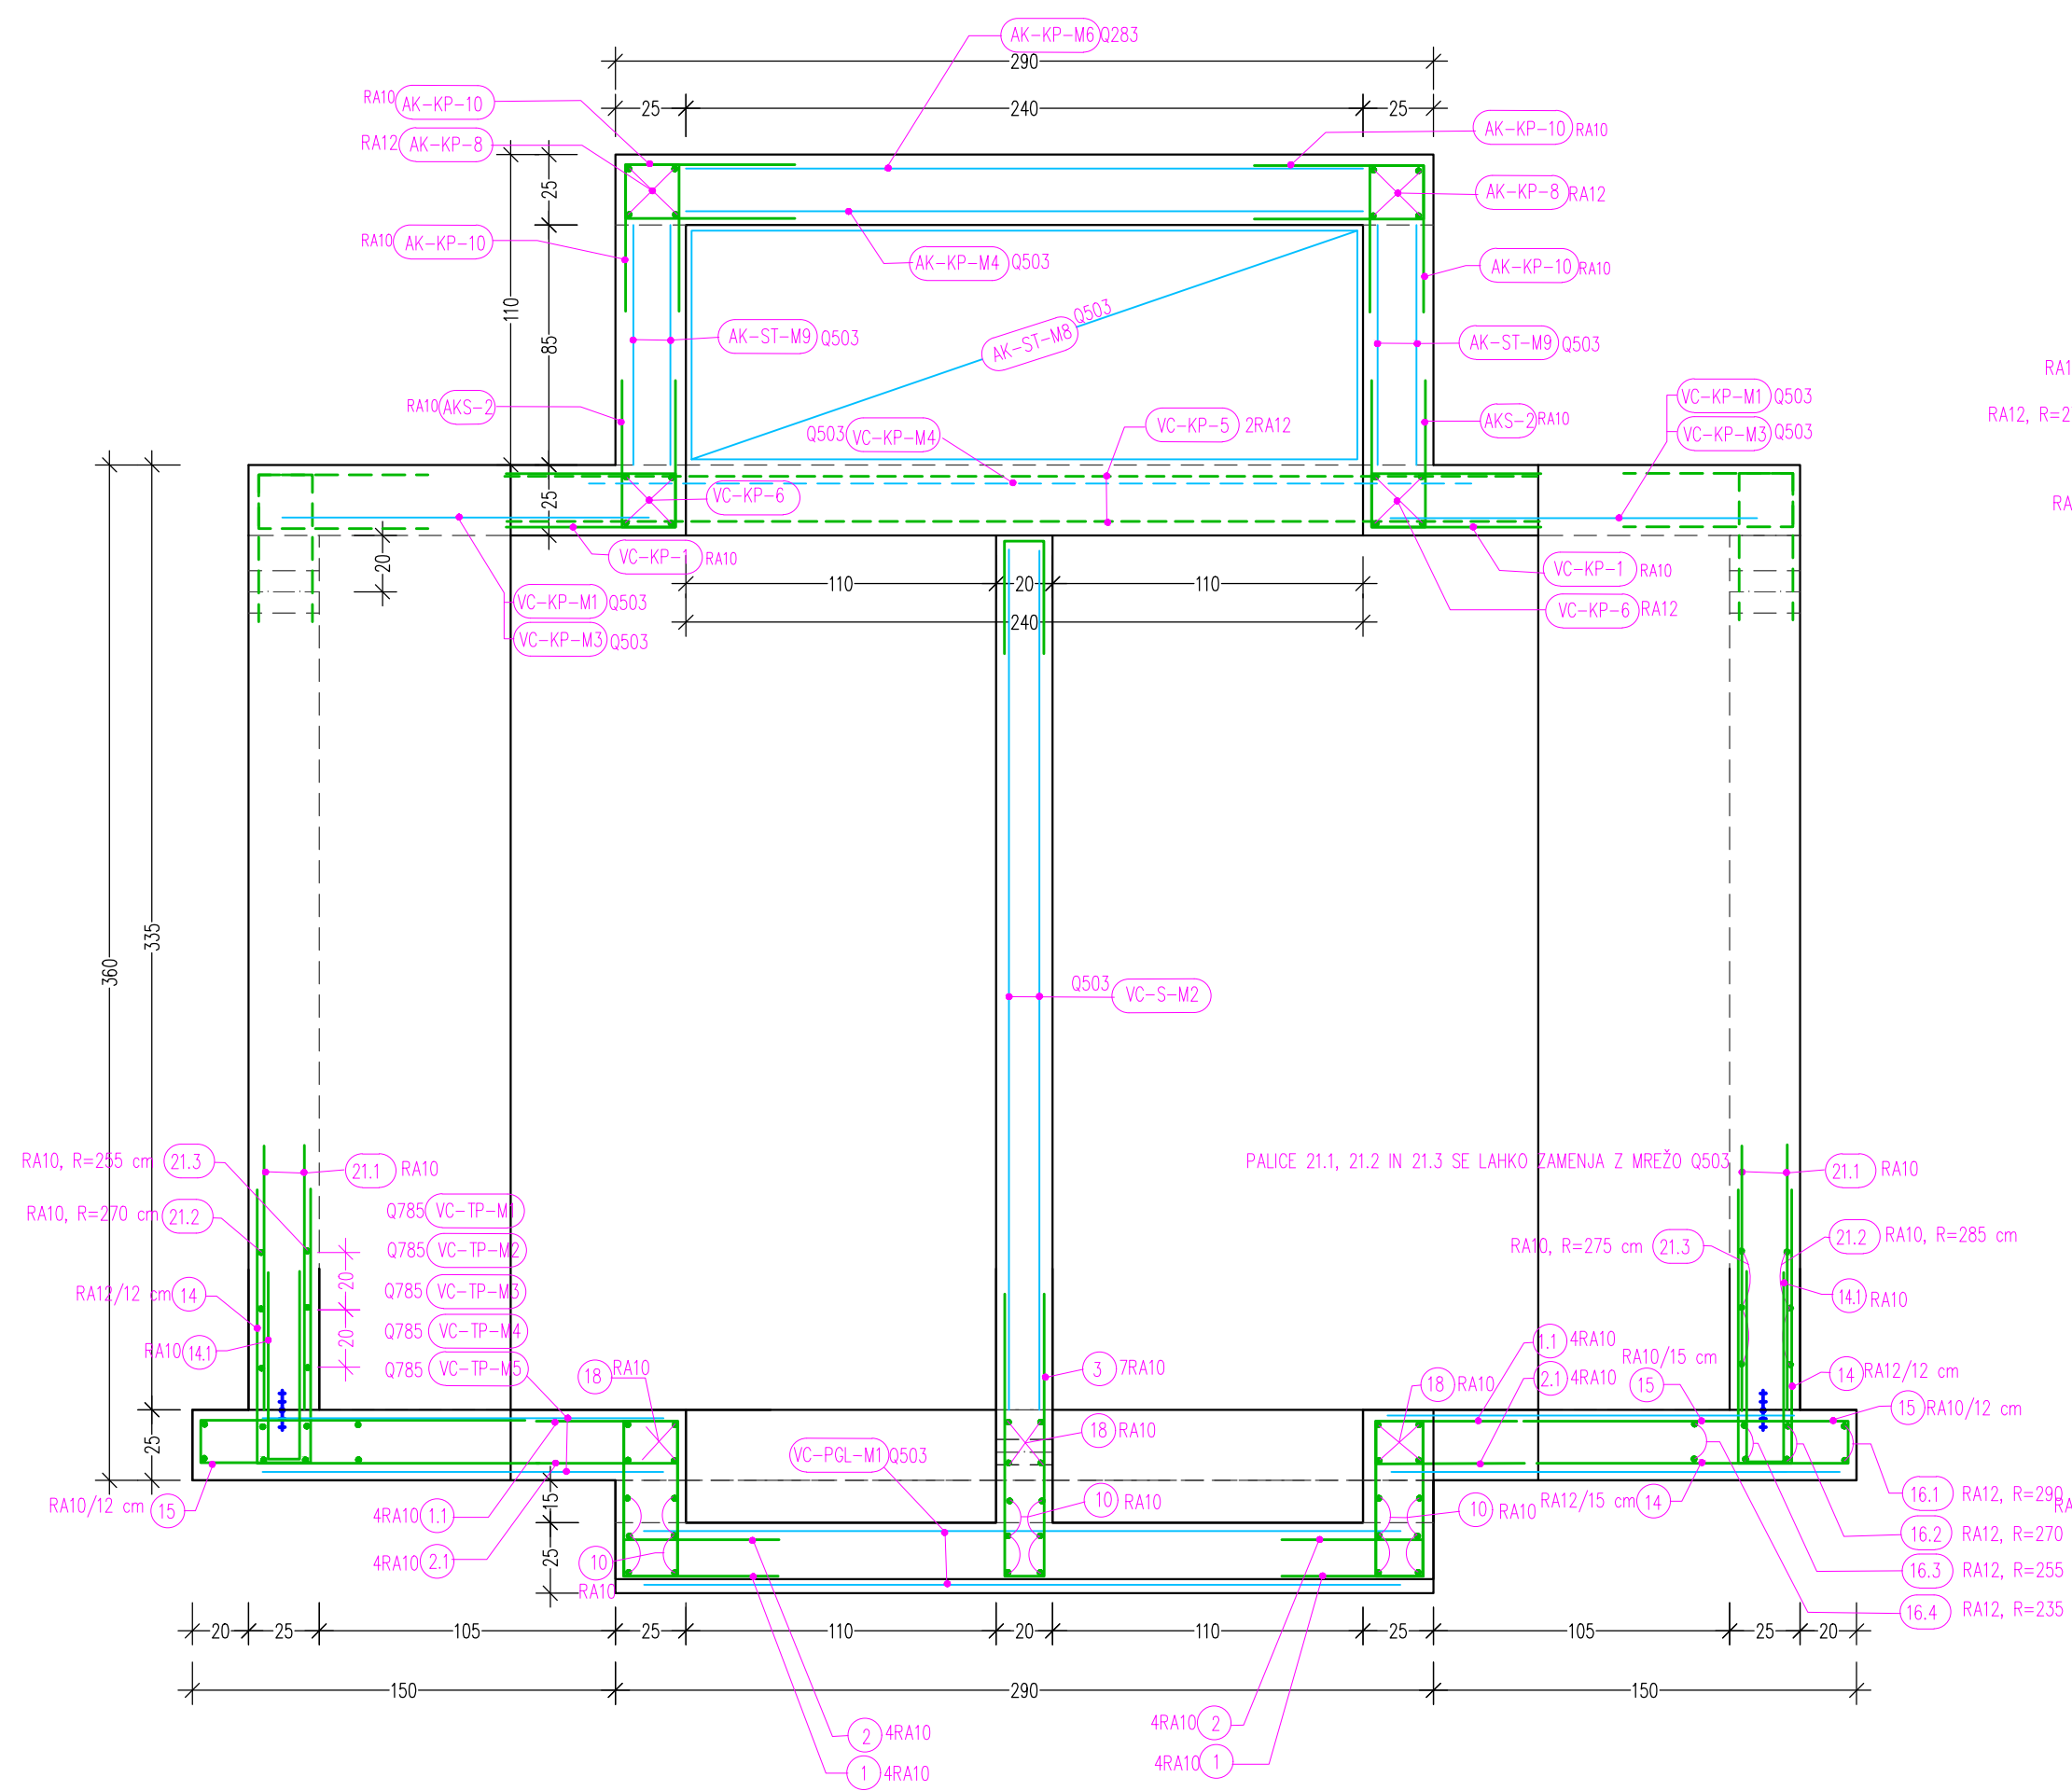 AK-KP-M6 Q283
290
RA10 AK-KP-10
25
240
25
AK-KP-10 RA10
RA12 AK-KP-8
25
AK-KP-8 RA12
RA10 AK-KP-10
AK-KP-M4 Q503
AK-KP-10 RA10
110
85
AK-ST-M9 Q503
AK-ST-M8 Q503
AK-ST-M9 Q503
RA10 AKS-2
Q503 VC-KP-M4
VC-KP-5 2RA12
AKS-2 RA10
VC-KP-M1 Q503
VC-KP-M3 Q503
RA12, R=2
25
VC-KP-6
20
VC-KP-1 RA10
VC-KP-1 RA10
110
20
110
VC-KP-M1 Q503
VC-KP-6 RA12
240
VC-KP-M3 Q503
335
360
Q503 VC-S-M2
RA10, R=255 cm 21.3
21.1 RA10
PALICE 21.1, 21.2 IN 21.3 SE LAHKO ZAMENJA Z MREŽO Q503
21.1 RA10
RA10, R=270 cm 21.2
Q785 VC-TP-M1
Q785 VC-TP-M2
RA10, R=275 cm 21.3
21.2 RA10, R=285 cm
20
RA12/12 cm 14
Q785 VC-TP-M3
14.1 RA10
20
Q785 VC-TP-M4
RA10 14.1
Q785 VC-TP-M5
18 RA10
3 7RA10
1.1 4RA10
RA10/15 cm
15
2.1 4RA10
18 RA10
14 RA12/12 cm
15 RA10/12 cm
25
18 RA10
VC-PGL-M1 Q503
RA10/12 cm 15
4RA10 1.1
15
10 RA10
10 RA10
RA12/15 cm 14
16.1 RA12, R=290
4RA10 2.1
25
10
RA10
16.2 RA12, R=270
16.3 RA12, R=255
16.4 RA12, R=235
20
25
105
25
110
20
110
25
105
25
20
150
290
150
2 4RA10
4RA10 2
1 4RA10
4RA10 1